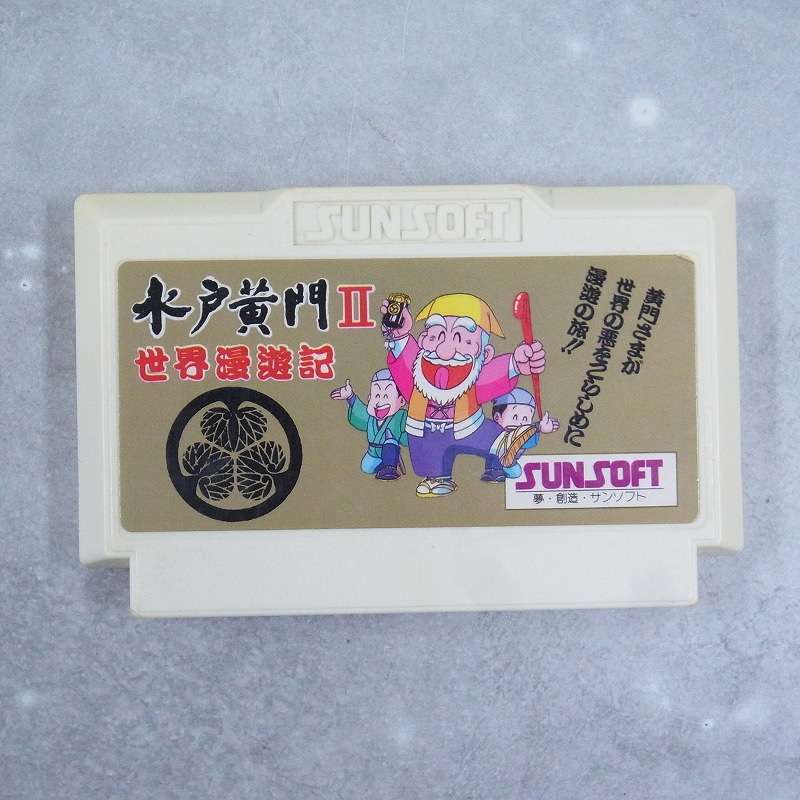 SUNSOFT
水戸黄門II
世界漫遊記
黄門さまが
世界の悪をこらしめに
漫遊の旅!!
SUNSOFT
夢・創造・サンソフト